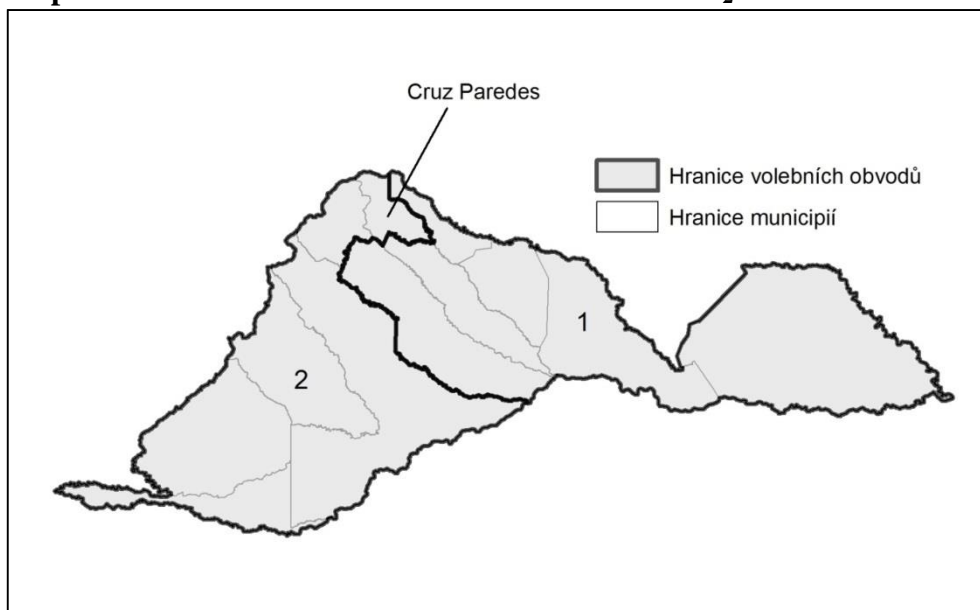 Cruz Paredes
Hranice volebních obvodů
Hranice municipií
1
2